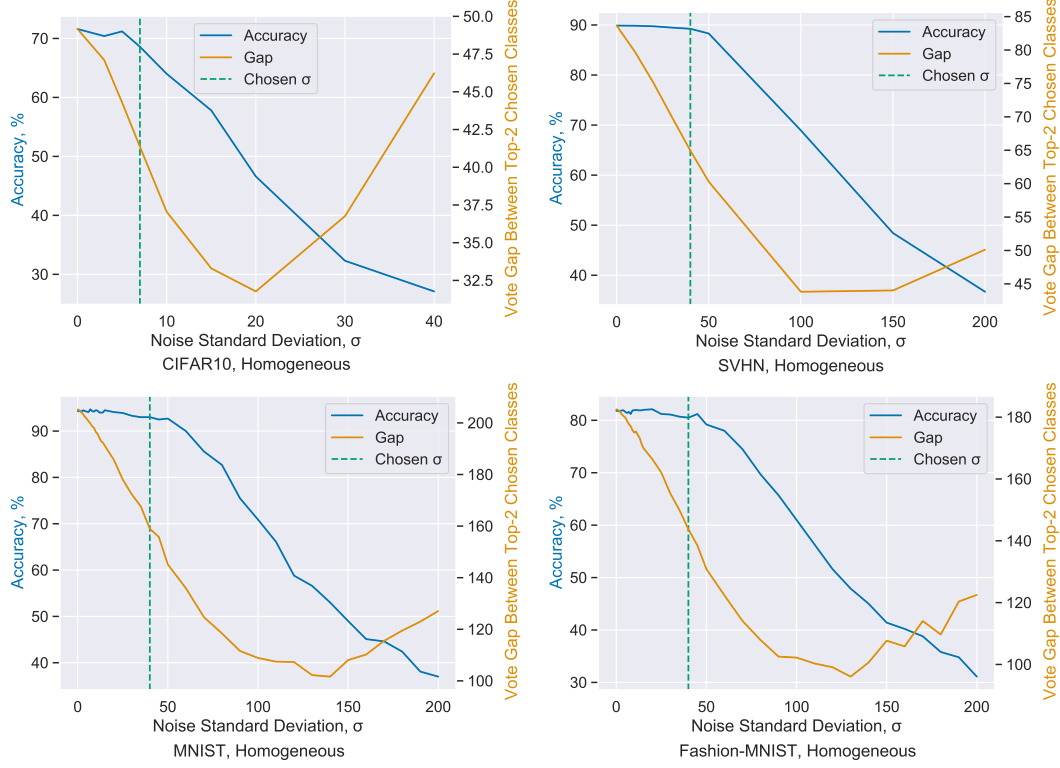 Accuracy, %
70
60
50
40
30
Accuracy
Gap
Chosen σ
50.0
47.5
45.0
42.5
40.0
37.5
35.0
32.5
Vote Gap Between Top-2 Chosen Classes
0 10 20 30 40
Noise Standard Deviation, σ
CIFAR10, Homogeneous
Accuracy, %
90
80
70
60
50
40
Accuracy
Gap
Chosen σ
85
80
75
70
65
60
55
50
45
Vote Gap Between Top-2 Chosen Classes
0 50 100 150 200
Noise Standard Deviation, σ
SVHN, Homogeneous
Accuracy, %
90
80
70
60
50
40
Accuracy
Gap
Chosen σ
200
180
160
140
120
100
Vote Gap Between Top-2 Chosen Classes
0 50 100 150 200
Noise Standard Deviation, σ
MNIST, Homogeneous
Accuracy, %
80
70
60
50
40
30
Accuracy
Gap
Chosen σ
180
160
140
120
100
Vote Gap Between Top-2 Chosen Classes
0 50 100 150 200
Noise Standard Deviation, σ
Fashion-MNIST, Homogeneous